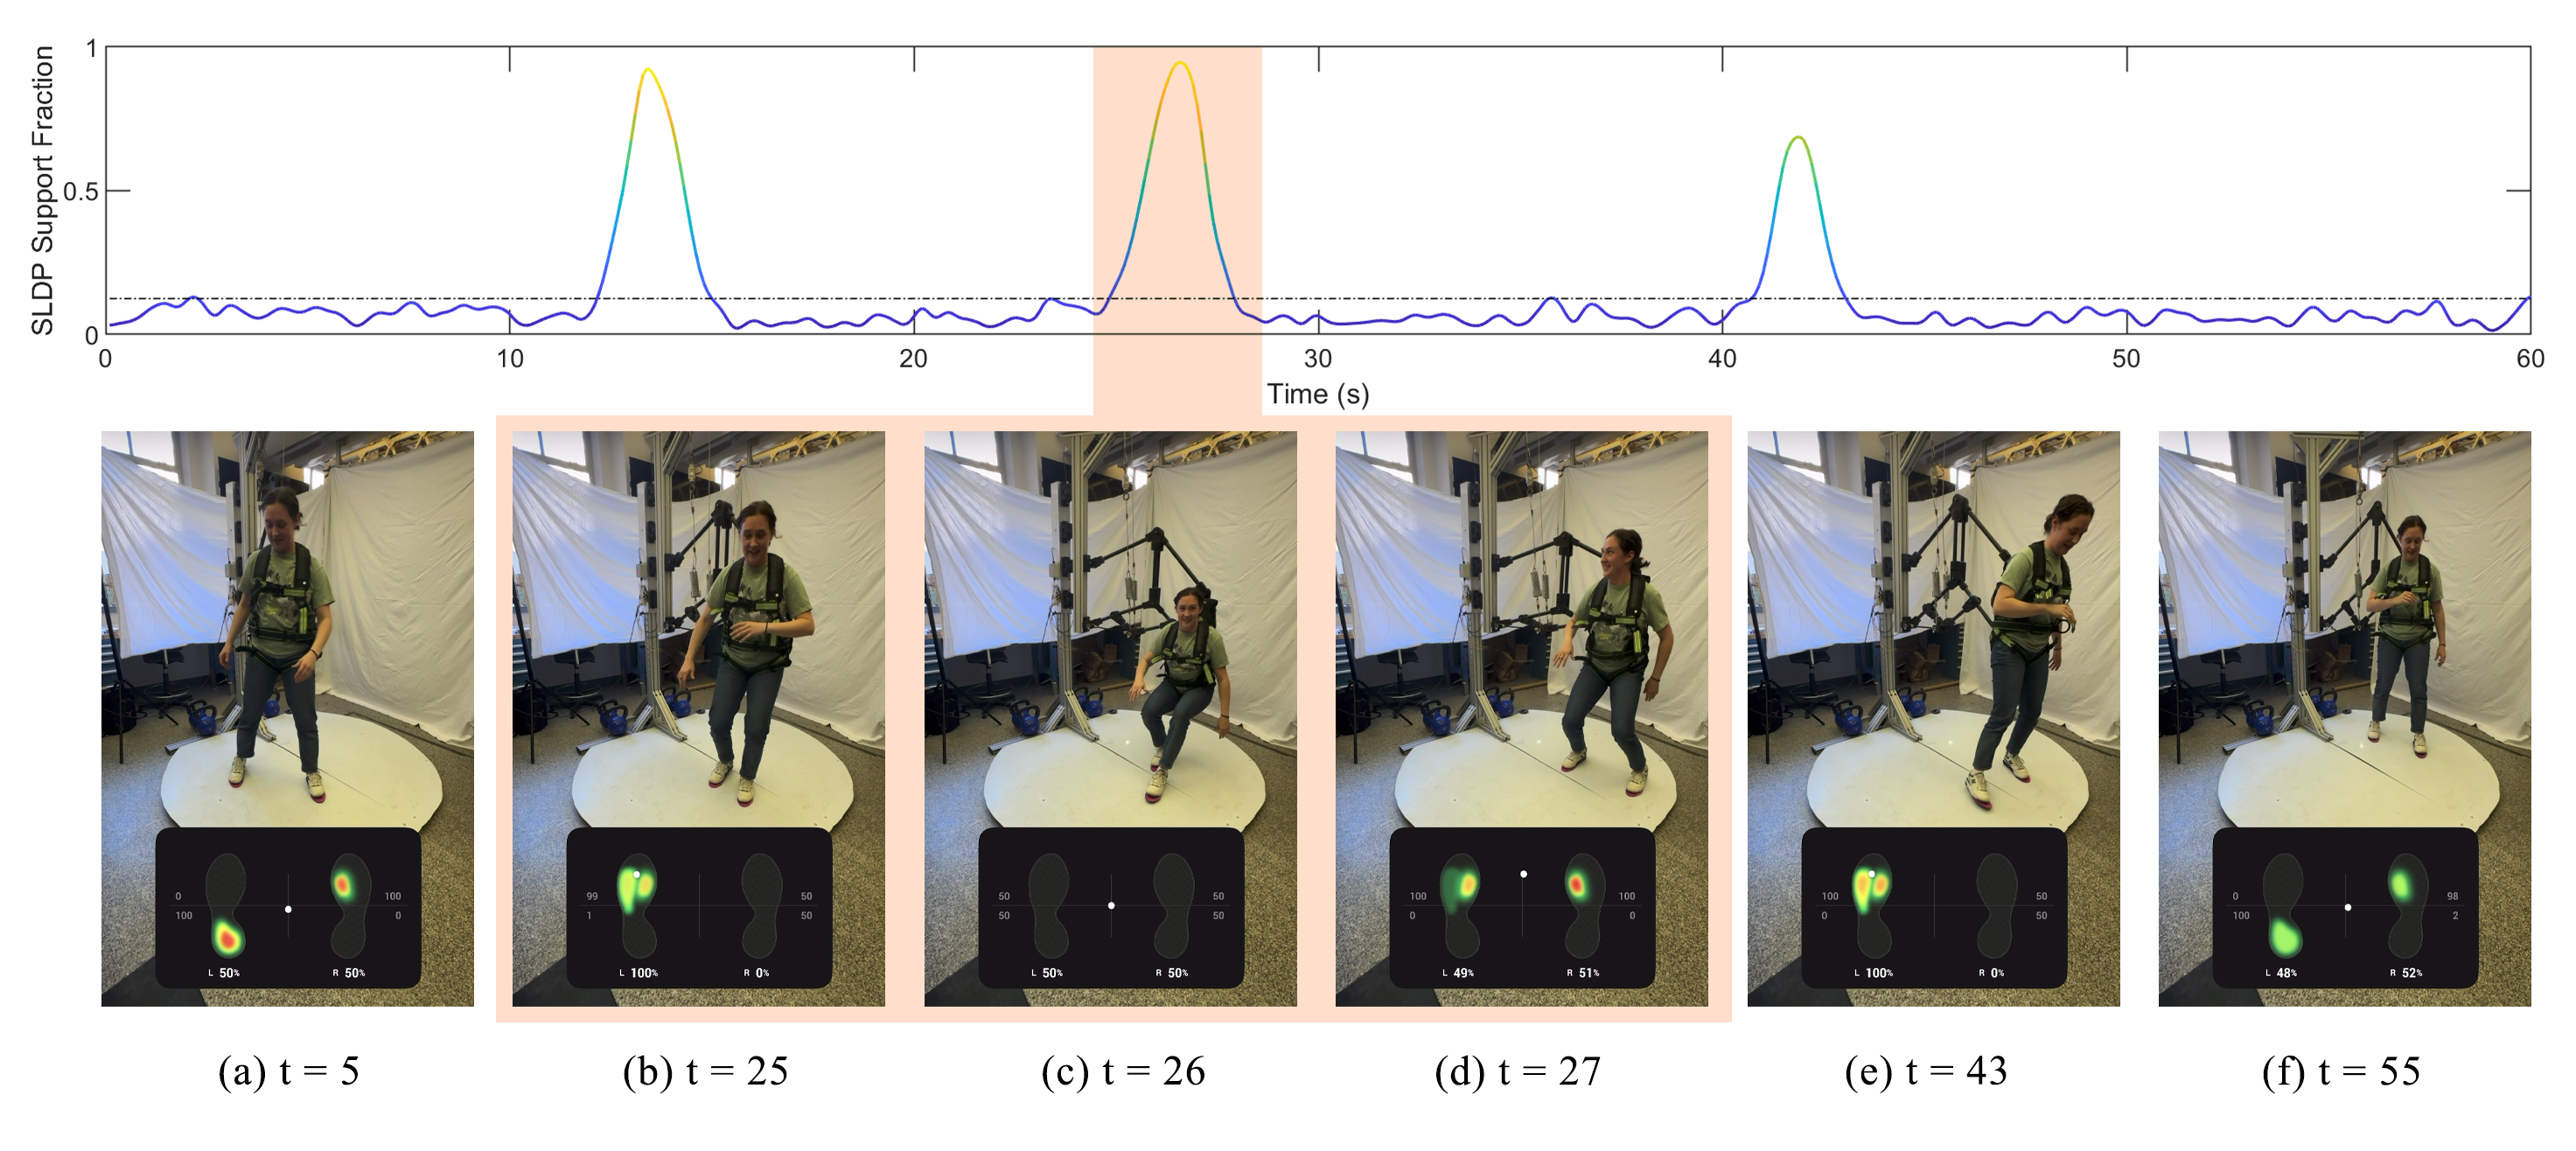 SLDP Support Fraction
1
0.5
0
0 10 20 30 40 50 60
Time (s)
0 100
100 0
L 50% R 50%
99 50
1 50
L 100% R 0%
50 50
50 50
L 50% R 50%
100 100
0 0
L 49% R 51%
100 50
0 50
L 100% R 0%
0 98
100 2
L 48% R 52%
(a) t = 5 (b) t = 25 (c) t = 26 (d) t = 27 (e) t = 43 (f) t = 55